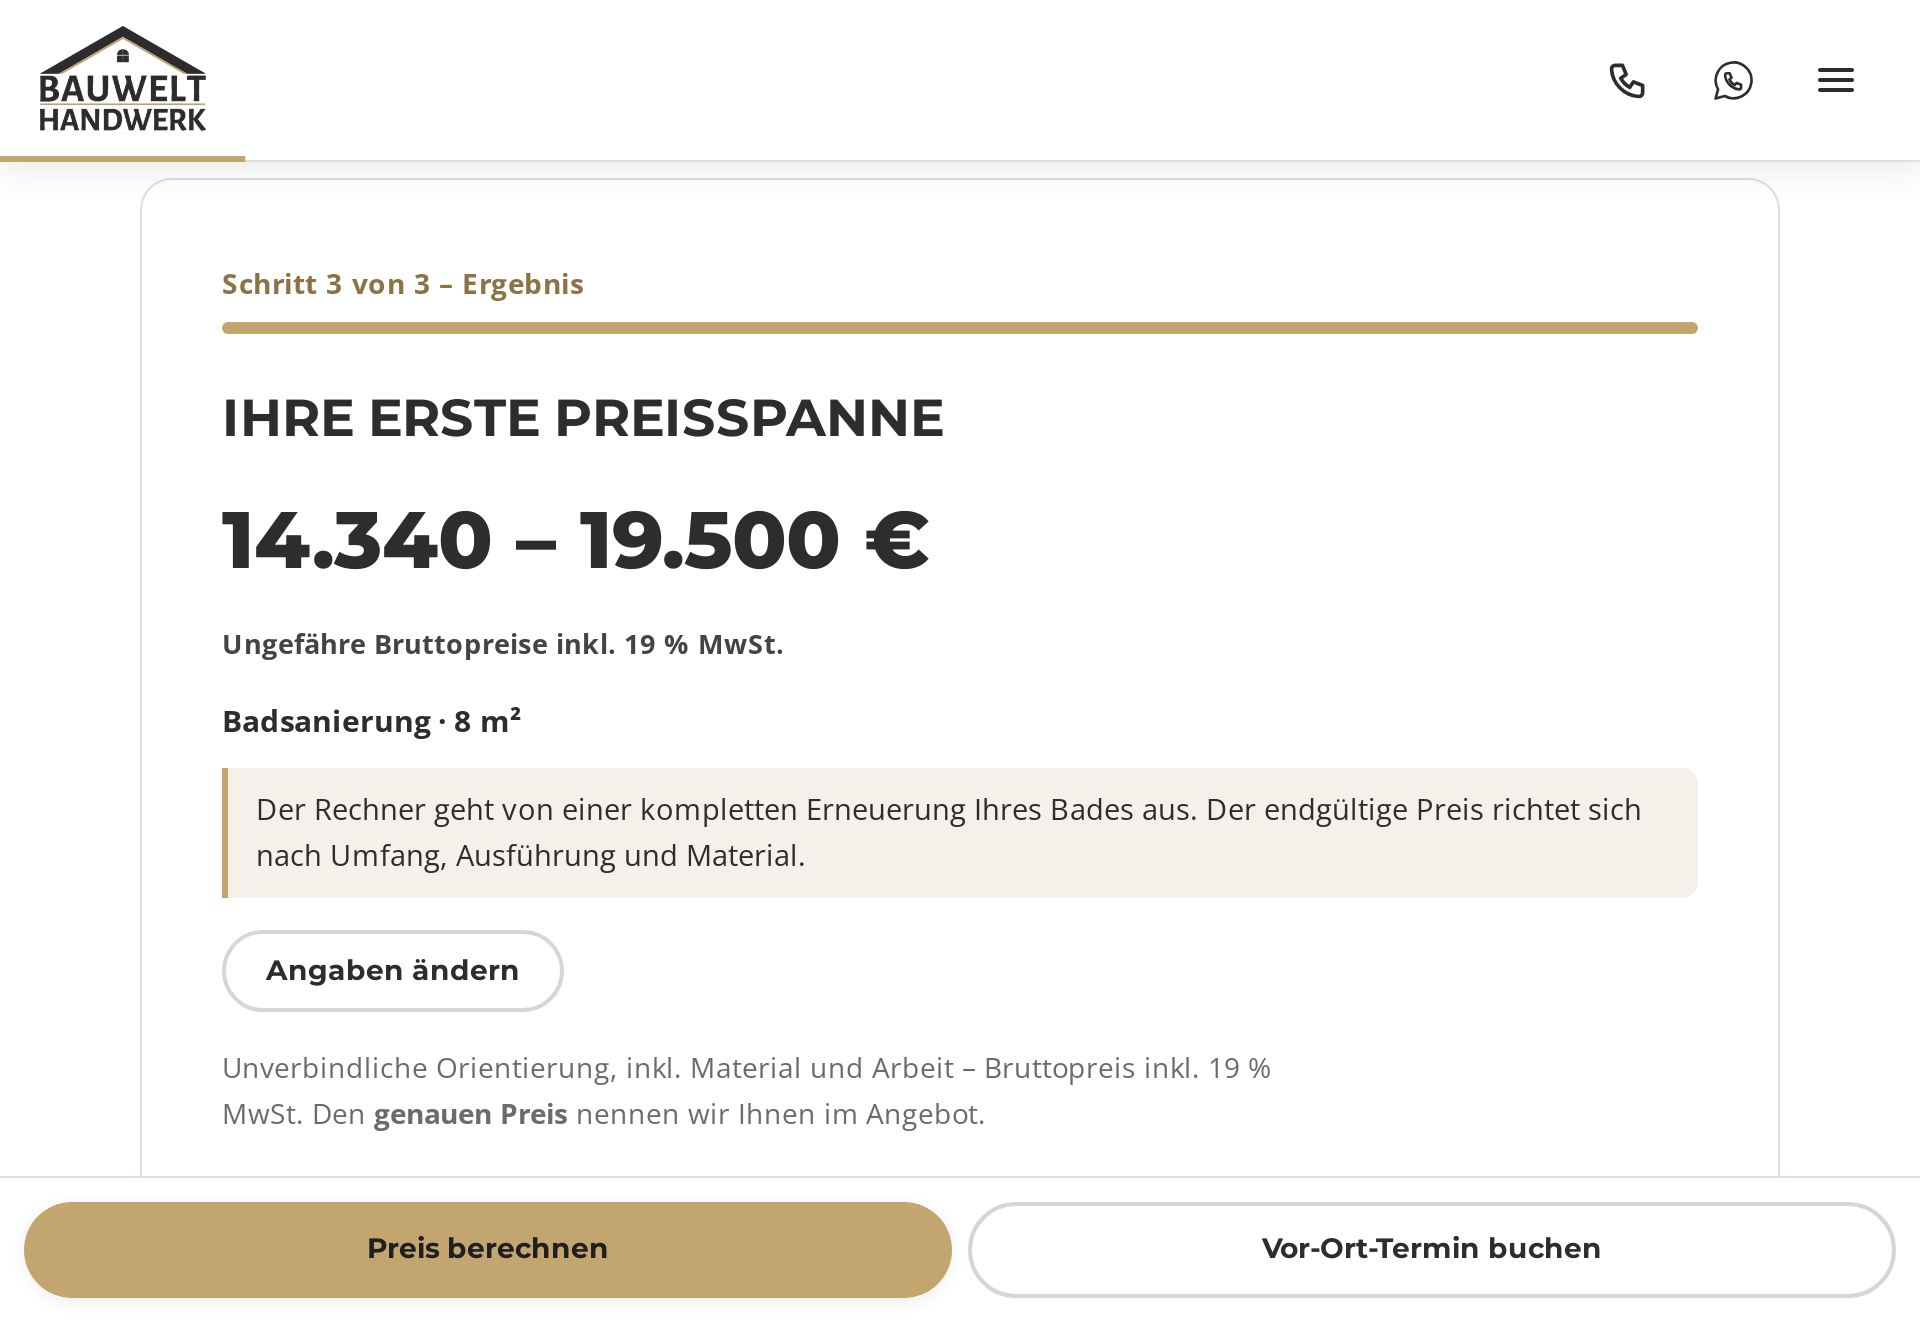 BAUWELT
HANDWERK
Schritt 3 von 3 – Ergebnis
IHRE ERSTE PREISSPANNE
14.340 – 19.500 €
Ungefähre Bruttopreise inkl. 19 % MwSt.
Badsanierung · 8 m²
Der Rechner geht von einer kompletten Erneuerung Ihres Bades aus. Der endgültige Preis richtet sich
nach Umfang, Ausführung und Material.
Angaben ändern
Unverbindliche Orientierung, inkl. Material und Arbeit – Bruttopreis inkl. 19 %
MwSt. Den genauen Preis nennen wir Ihnen im Angebot.
Preis berechnen
Vor-Ort-Termin buchen